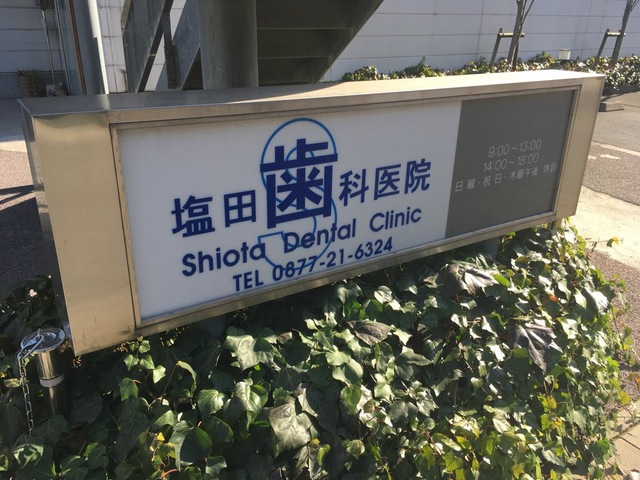 塩田歯科医院
Shiota Dental Clinic
TEL 0877-21-6324
9:00～13:00
14:00～18:00
日曜・祝日・木曜午後 休診